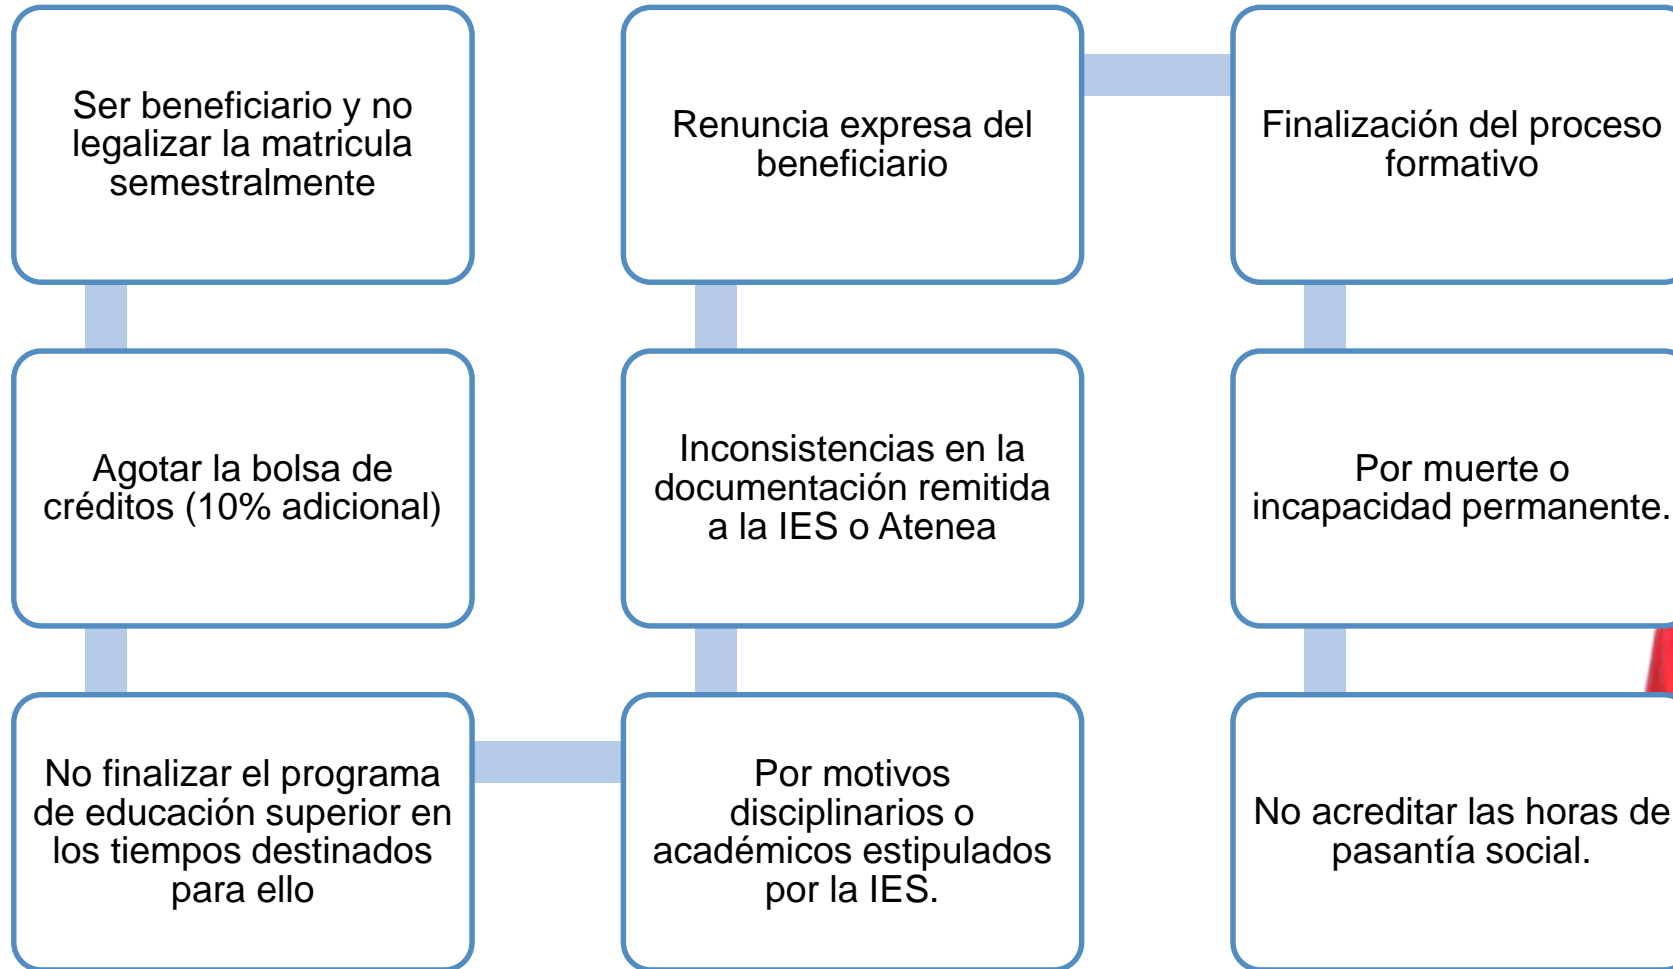 Ser beneficiario y no
legalizar la matricula
semestralmente
Agotar la bolsa de
créditos (10% adicional)
No finalizar el programa
de educación superior en
los tiempos destinados
para ello
Por motivos
disciplinarios o
académicos estipulados
por la IES.
Inconsistencias en la
documentación remitida
a la IES o Atenea
Renuncia expresa del
beneficiario
Finalización del proceso
formativo
Por muerte o
incapacidad permanente.
No acreditar las horas de
pasantía social.